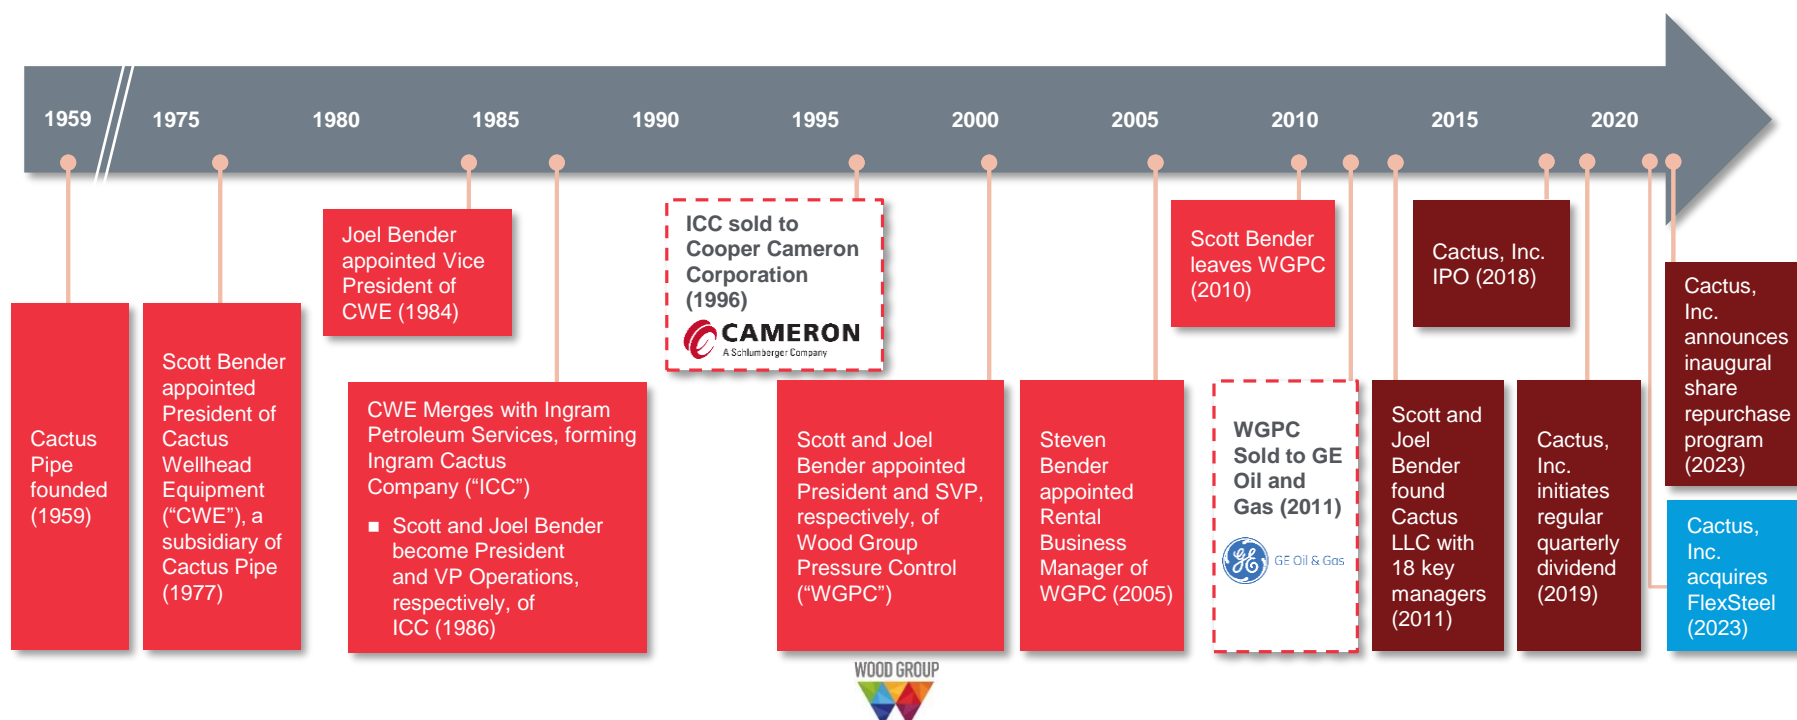 1959
1975
1980
1985
1990
1995
2000
2005
2010
2015
2020
Cactus
Pipe
founded
(1959)
Scott Bender
appointed
President of
Cactus
Wellhead
Equipment
(“CWE”), a
subsidiary of
Cactus Pipe
(1977)
Joel Bender
appointed Vice
President of
CWE (1984)
CWE Merges with Ingram
Petroleum Services, forming
Ingram Cactus
Company (“ICC”)
■ Scott and Joel Bender
become President
and VP Operations,
respectively, of
ICC (1986)
ICC sold to
Cooper Cameron
Corporation
(1996)
CAMERON
A Schlumberger Company
Scott and Joel
Bender appointed
President and SVP,
respectively, of
Wood Group
Pressure Control
(“WGPC”)
WOOD GROUP
Steven
Bender
appointed
Rental
Business
Manager of
WGPC (2005)
Scott Bender
leaves WGPC
(2010)
WGPC
Sold to GE
Oil and
Gas (2011)
GE
GE Oil & Gas
Scott and
Joel
Bender
found
Cactus
LLC with
18 key
managers
(2011)
Cactus, Inc.
IPO (2018)
Cactus,
Inc.
initiates
regular
quarterly
dividend
(2019)
Cactus,
Inc.
announces
inaugural
share
repurchase
program
(2023)
Cactus,
Inc.
acquires
FlexSteel
(2023)